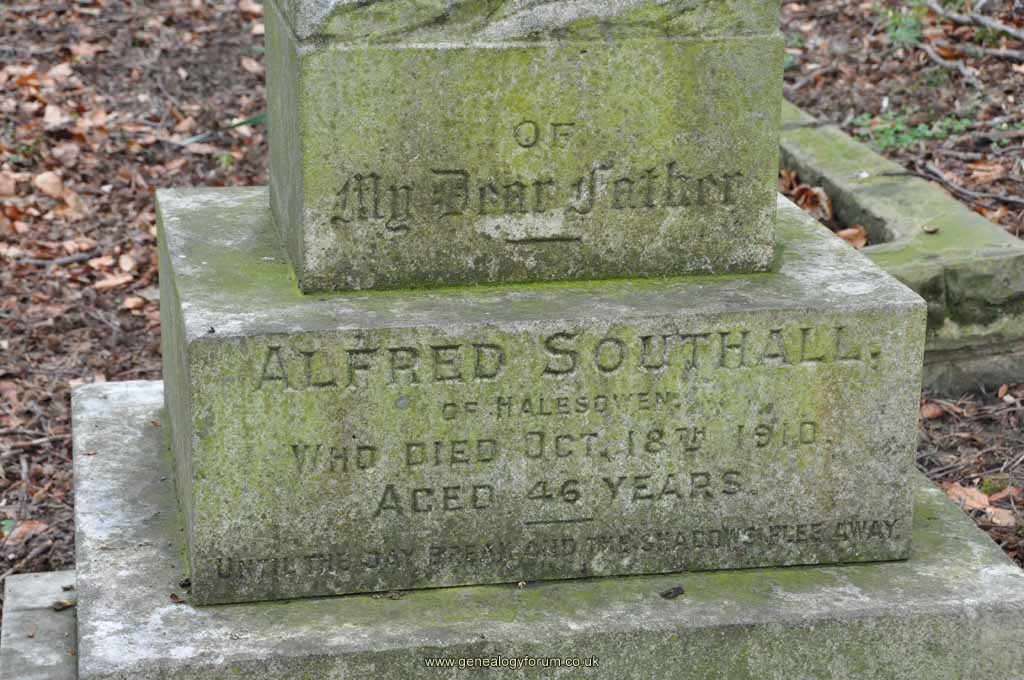 OF
My Dear Father
ALFRED SOUTHALL.
OF HALESOWEN.
WHO DIED OCT. 18TH 1910.
AGED 46 YEARS.
UNTIL THE DAY BREAK AND THE SHADOWS FLEE AWAY.
www.genealogyforum.co.uk